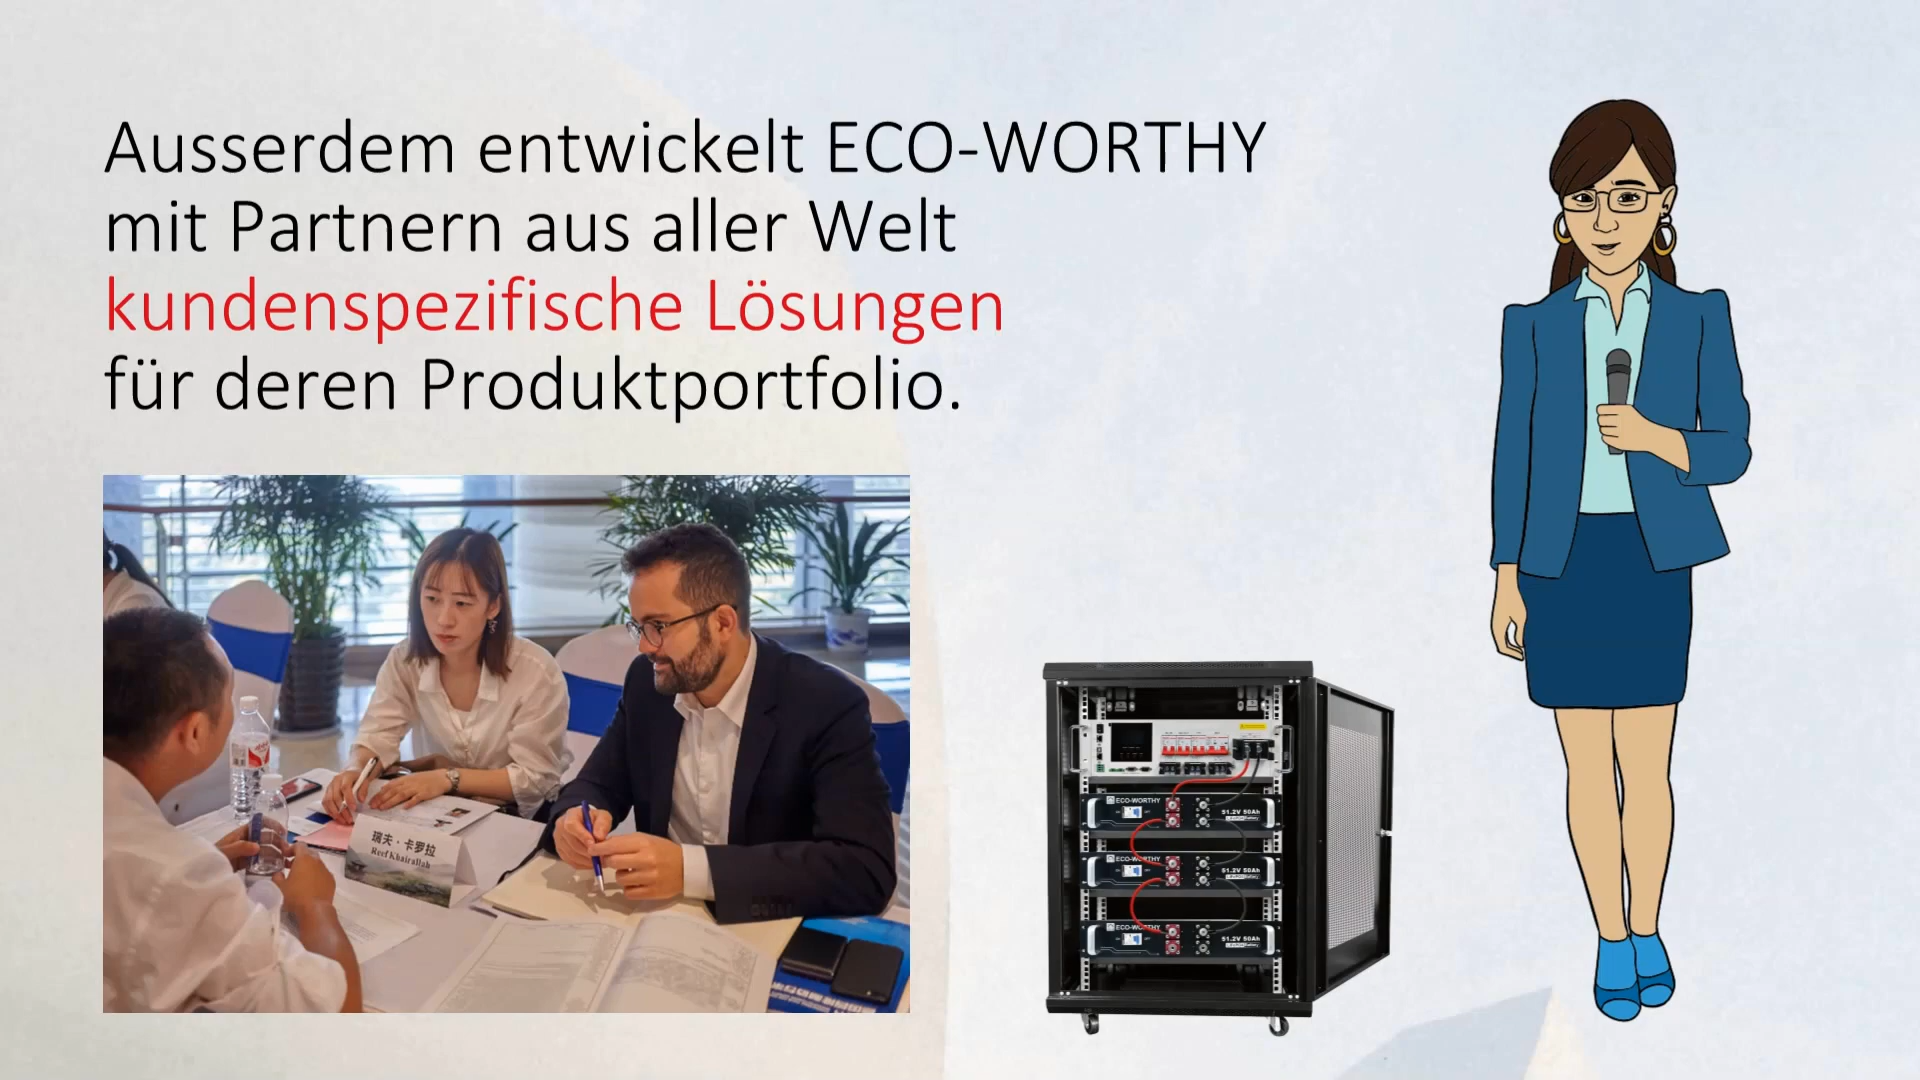 Ausserdem entwickelt ECO-WORTHY
mit Partnern aus aller Welt
kundenspezifische Lösungen
für deren Produktportfolio.
瑞夫·卡罗拉
Reef Khairallah
ECO-WORTHY
51.2V 50Ah
ECO-WORTHY
51.2V 50Ah
ECO-WORTHY
51.2V 50Ah